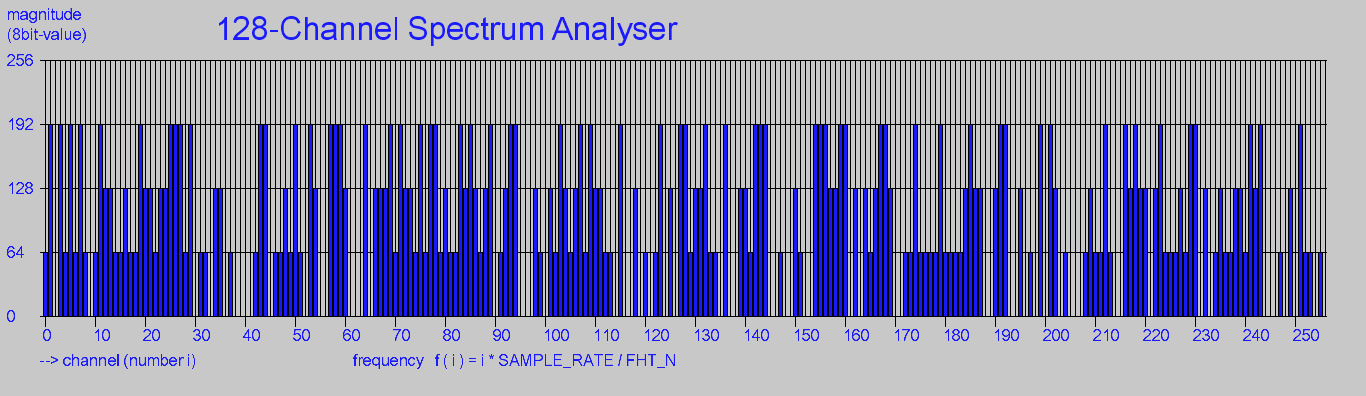 magnitude
(8bit-value)
128-Channel Spectrum Analyser
256
192
128
64
0
0 10 20 30 40 50 60 70 80 90 100 110 120 130 140 150 160 170 180 190 200 210 220 230 240 250
--> channel (number i)
frequency f ( i ) = i * SAMPLE_RATE / FHT_N